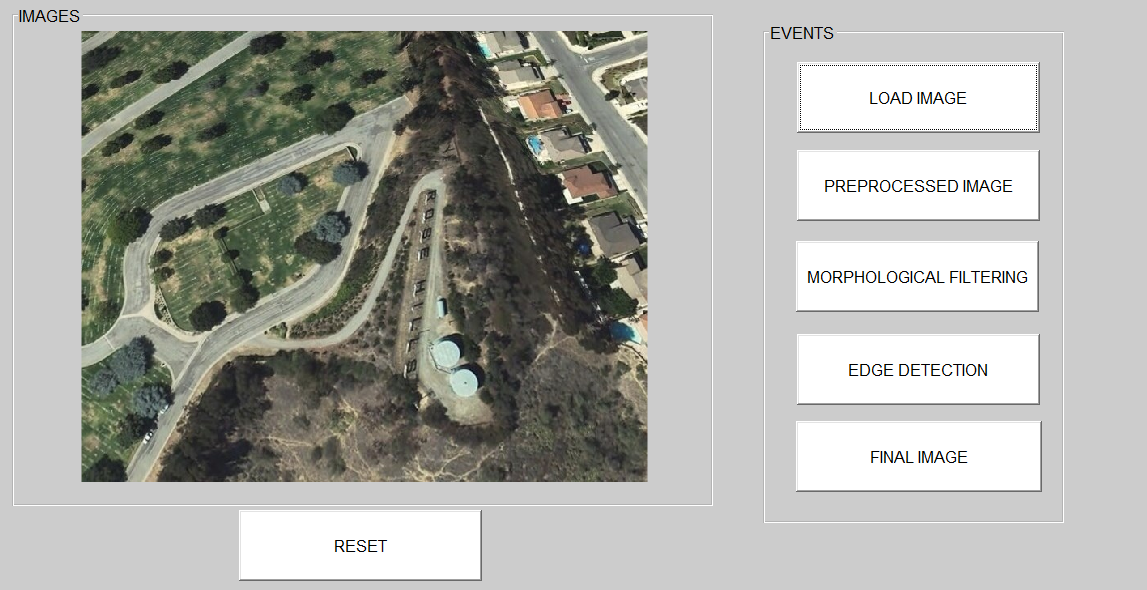 IMAGES
EVENTS
LOAD IMAGE
PREPROCESSED IMAGE
MORPHOLOGICAL FILTERING
EDGE DETECTION
FINAL IMAGE
RESET